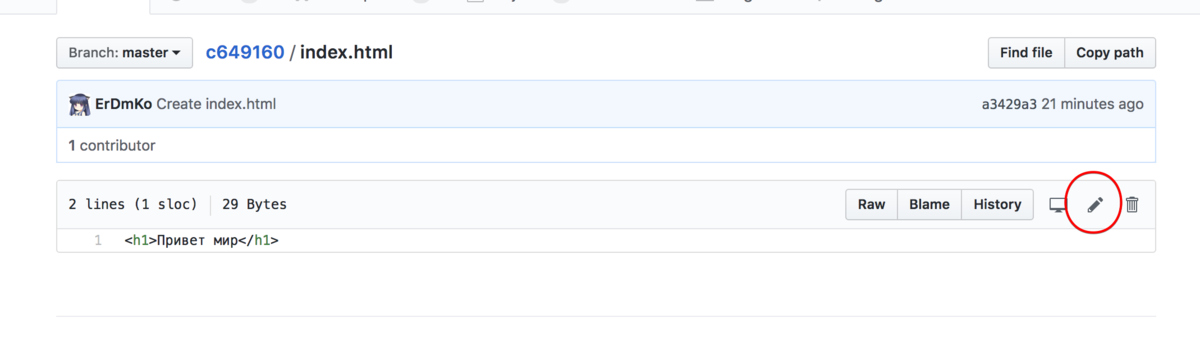 Branch: master c649160 / index.html Find file Copy path
ErDmKo Create index.html a3429a3 21 minutes ago
1 contributor
2 lines (1 sloc) 29 Bytes Raw Blame History
1 <h1>Привет мир</h1>